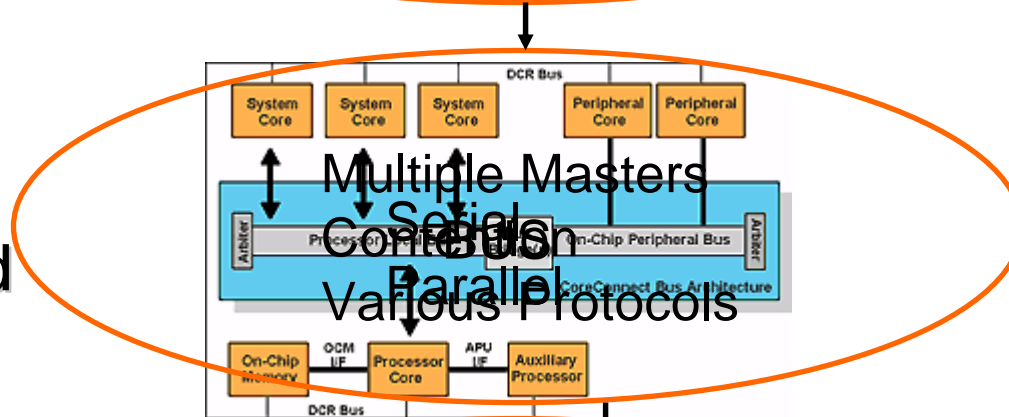 DCR Bus
System
Core
System
Core
System
Core
Peripheral
Core
Peripheral
Core
Multiple Masters
Arbiter
Processor Local
Contention
Bus
On-Chip Peripheral Bus
Arbiter
Parallel
CoreConnect Bus Architecture
Various Protocols
d
On-Chip
Memory
OCM
I/F
Processor
Core
APU
I/F
Auxiliary
Processor
DCR Bus